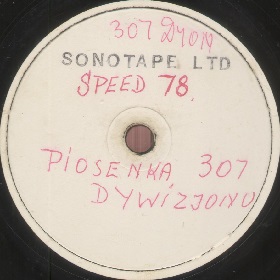 307 DYON
SONOTAPE LTD
SPEED 78.
PIOSENKA 307
DYWIZJONU